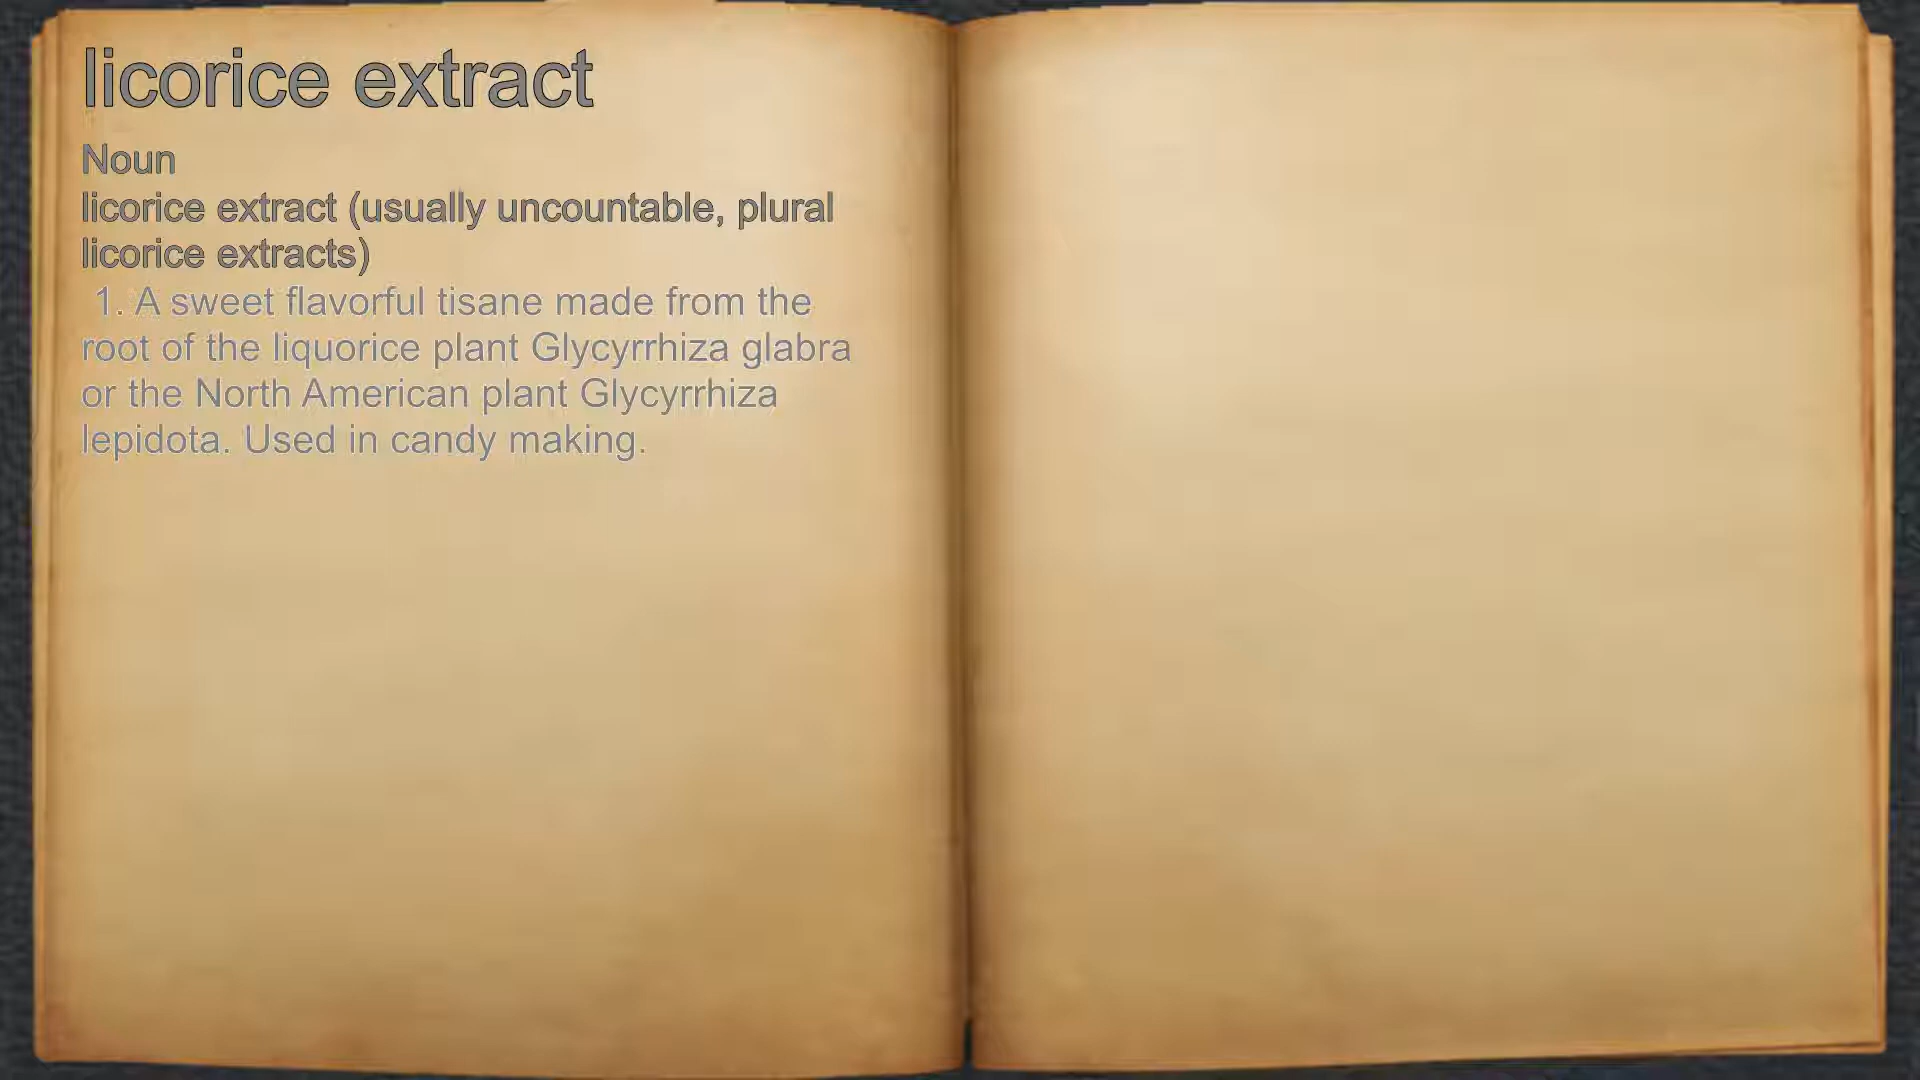 licorice extract
Noun
licorice extract (usually uncountable, plural
licorice extracts)
1. A sweet flavorful tisane made from the
root of the liquorice plant Glycyrrhiza glabra
or the North American plant Glycyrrhiza
lepidota. Used in candy making.